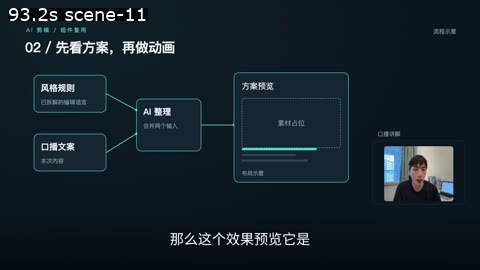 93.2s scene-11
AI 剪辑 / 组件复用
流程示意
02 / 先看方案，再做动画
风格规则
已拆解的编辑语言
口播文案
本次内容
AI 整理
合并两个输入
方案预览
素材占位
布局示意
口播讲解
那么这个效果预览它是